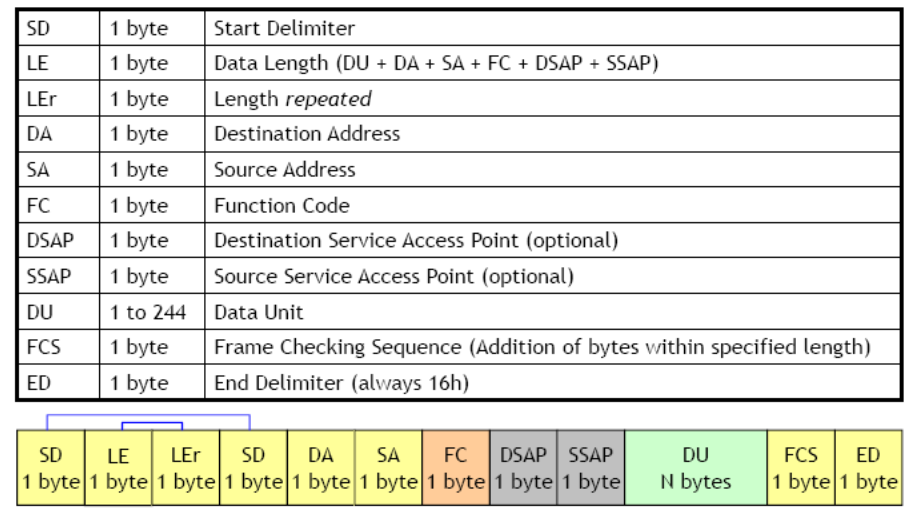 SD 1 byte Start Delimiter
LE 1 byte Data Length (DU + DA + SA + FC + DSAP + SSAP)
LEr 1 byte Length repeated
DA 1 byte Destination Address
SA 1 byte Source Address
FC 1 byte Function Code
DSAP 1 byte Destination Service Access Point (optional)
SSAP 1 byte Source Service Access Point (optional)
DU 1 to 244 Data Unit
FCS 1 byte Frame Checking Sequence (Addition of bytes within specified length)
ED 1 byte End Delimiter (always 16h)
SD LE LEr SD DA SA FC DSAP SSAP DU FCS ED
1 byte 1 byte 1 byte 1 byte 1 byte 1 byte 1 byte 1 byte 1 byte N bytes 1 byte 1 byte